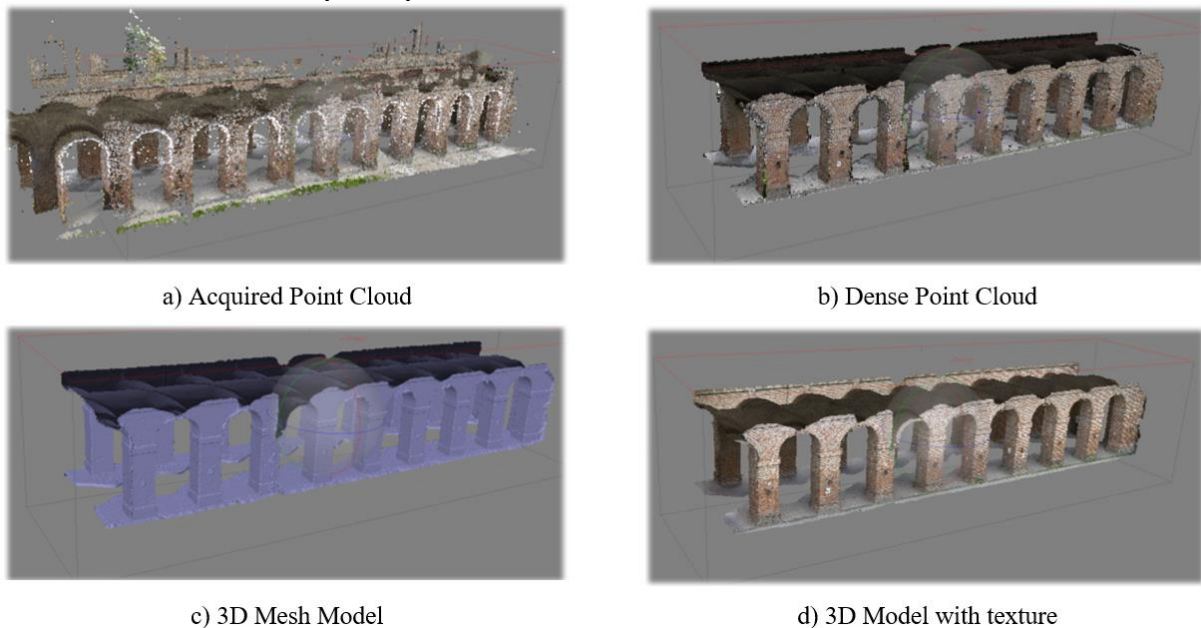 a) Acquired Point Cloud
b) Dense Point Cloud
c) 3D Mesh Model
d) 3D Model with texture